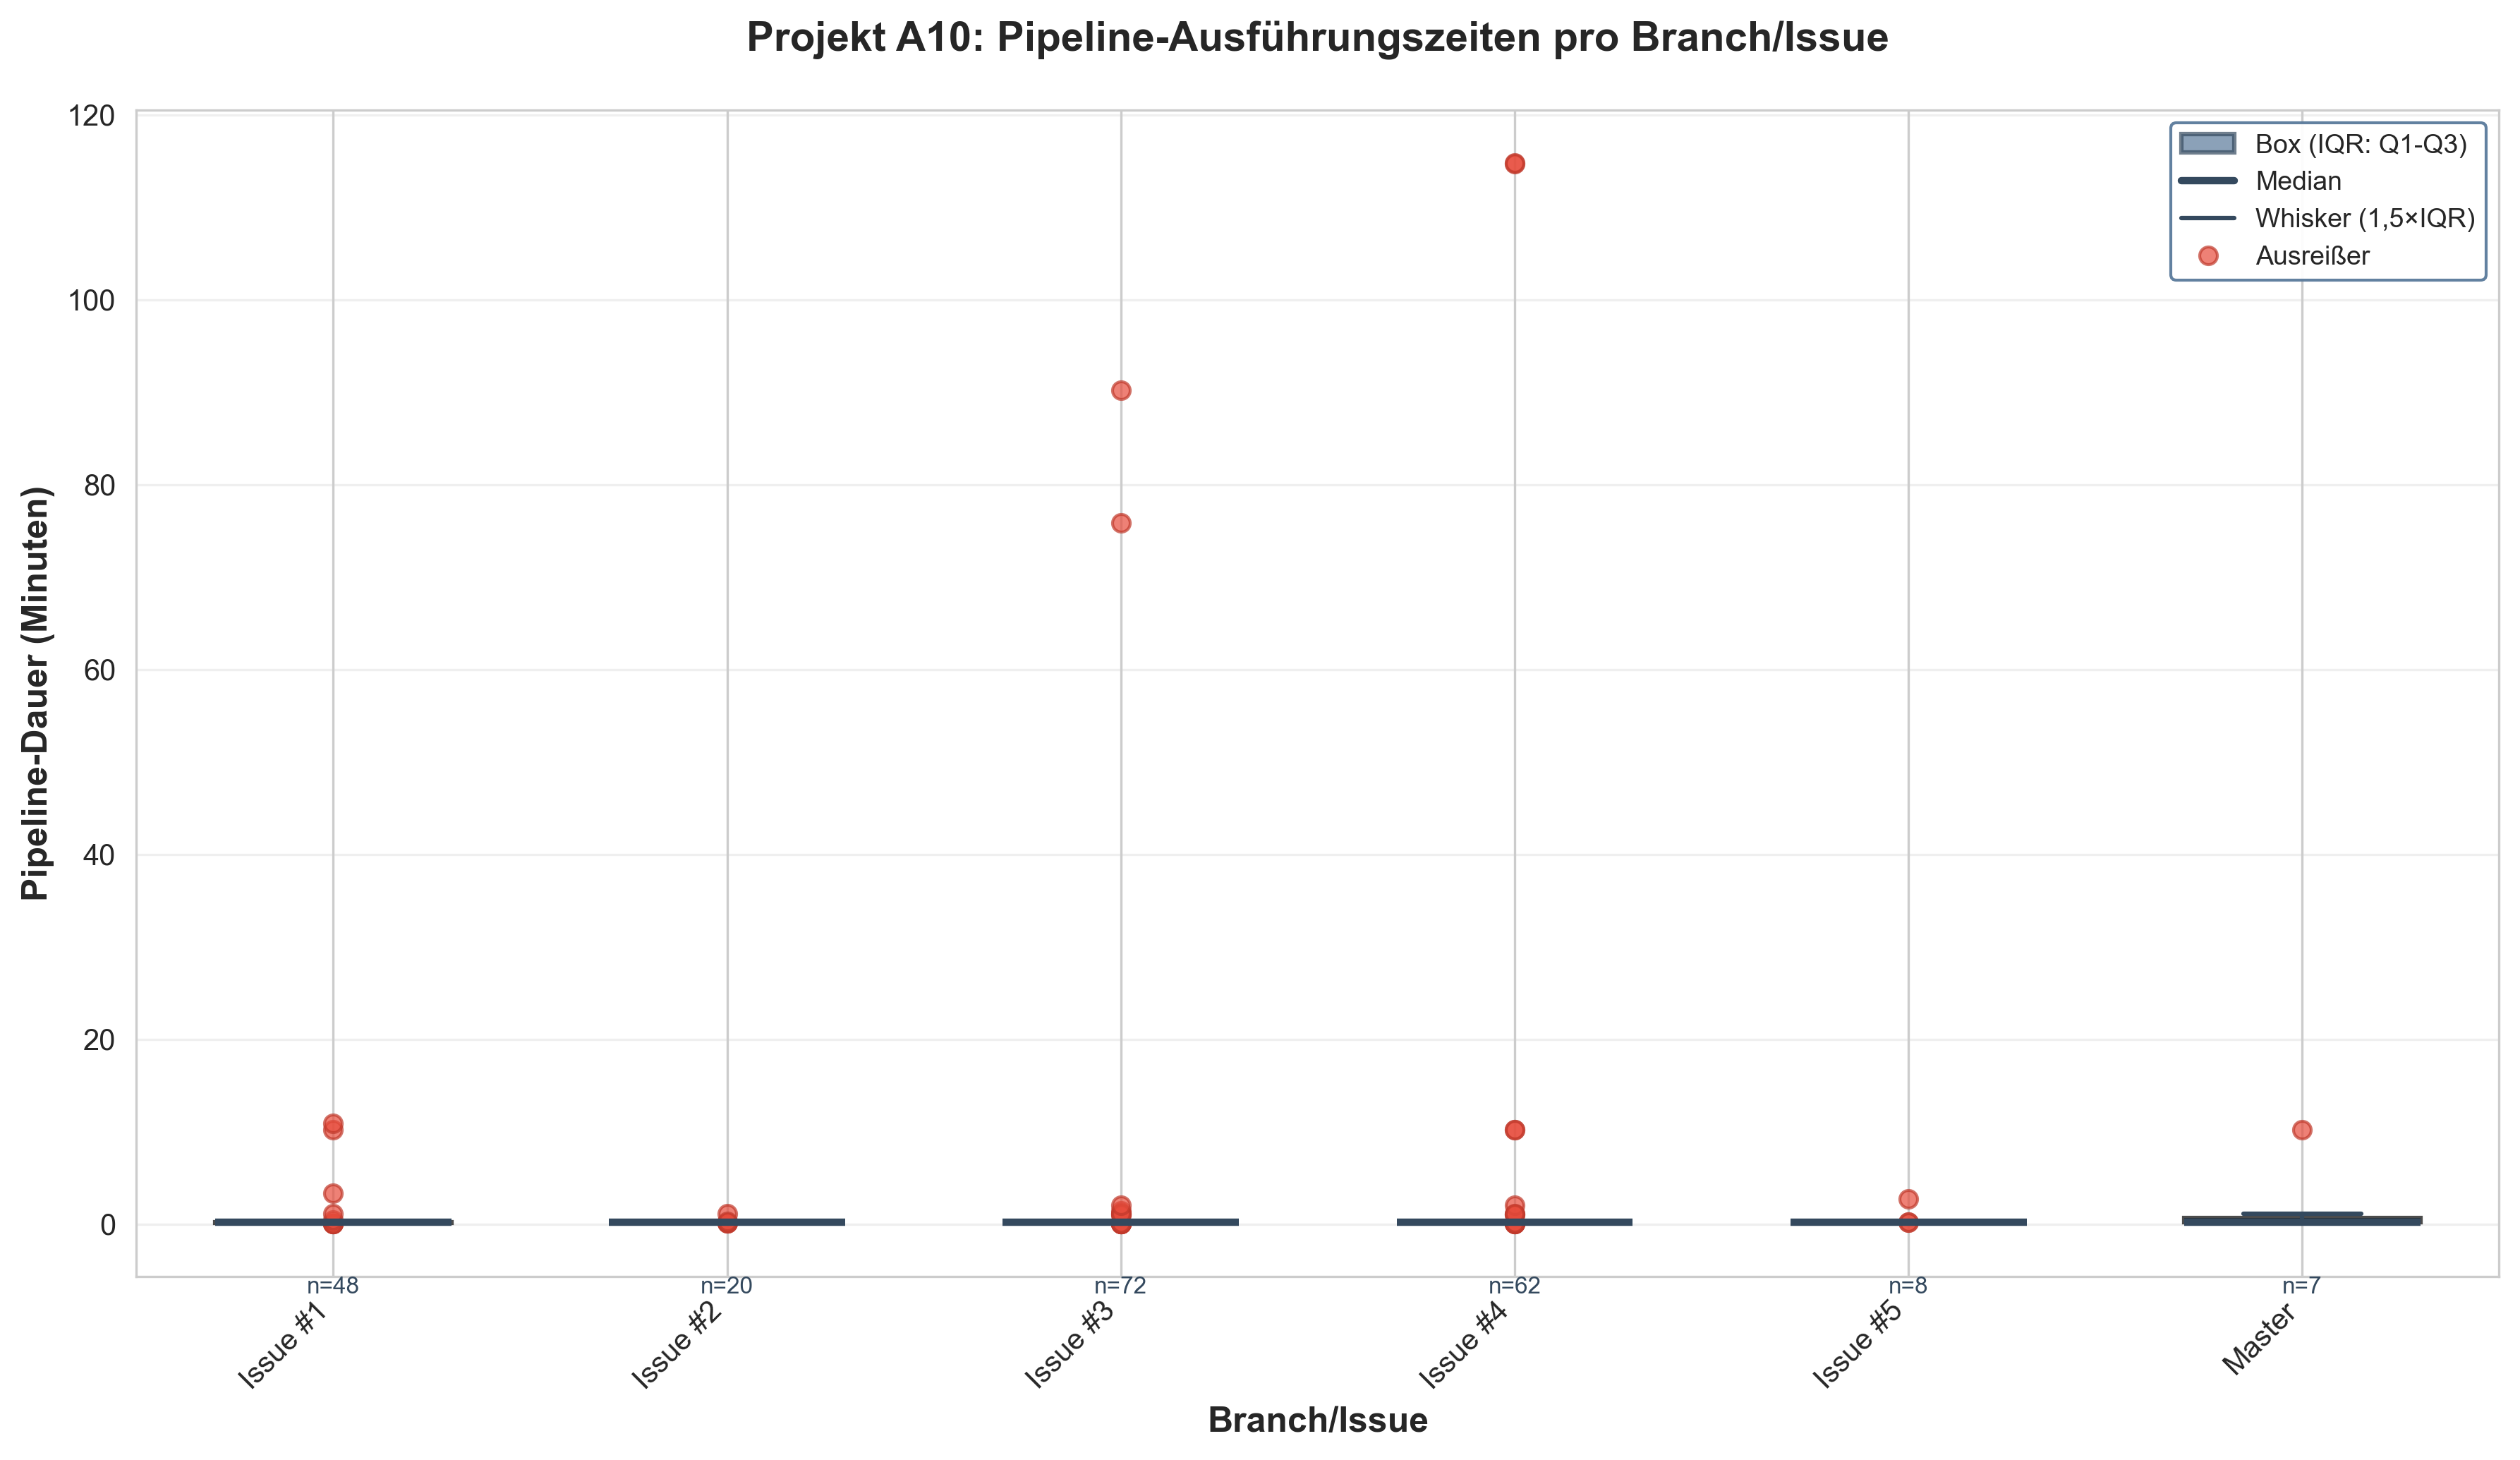 Projekt A10: Pipeline-Ausführungszeiten pro Branch/Issue
Box (IQR: Q1-Q3)
Median
Whisker (1,5×IQR)
Ausreißer
Pipeline-Dauer (Minuten)
120
100
80
60
40
20
0
n=48
n=20
n=72
n=62
n=8
n=7
Issue #1
Issue #2
Issue #3
Issue #4
Issue #5
Master
Branch/Issue